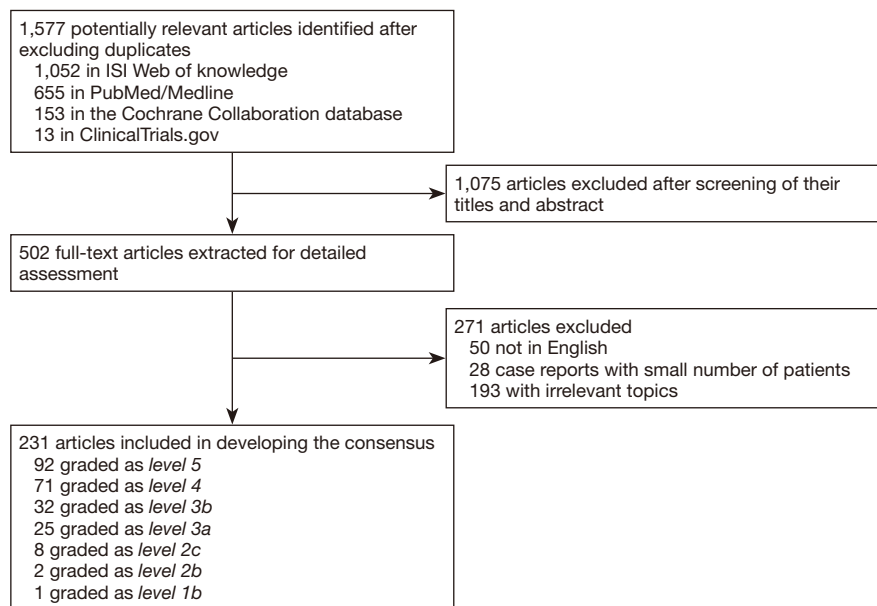 1,577 potentially relevant articles identified after
excluding duplicates
1,052 in ISI Web of knowledge
655 in PubMed/Medline
153 in the Cochrane Collaboration database
13 in ClinicalTrials.gov
1,075 articles excluded after screening of their
titles and abstract
502 full-text articles extracted for detailed
assessment
271 articles excluded
50 not in English
28 case reports with small number of patients
193 with irrelevant topics
231 articles included in developing the consensus
92 graded as level 5
71 graded as level 4
32 graded as level 3b
25 graded as level 3a
8 graded as level 2c
2 graded as level 2b
1 graded as level 1b